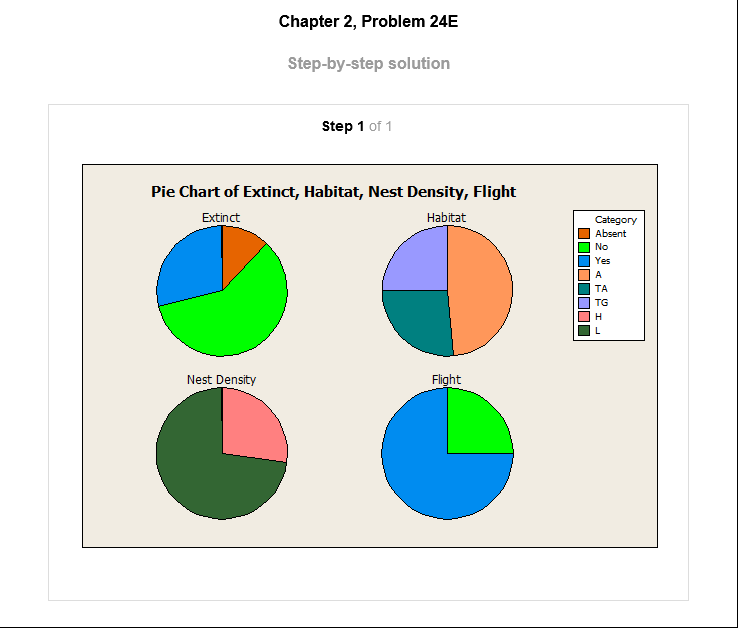 Chapter 2, Problem 24E
Step-by-step solution
Step 1 of 1
Pie Chart of Extinct, Habitat, Nest Density, Flight
Extinct
Habitat
Category
Absent
No
Yes
A
TA
TG
H
L
Nest Density
Flight